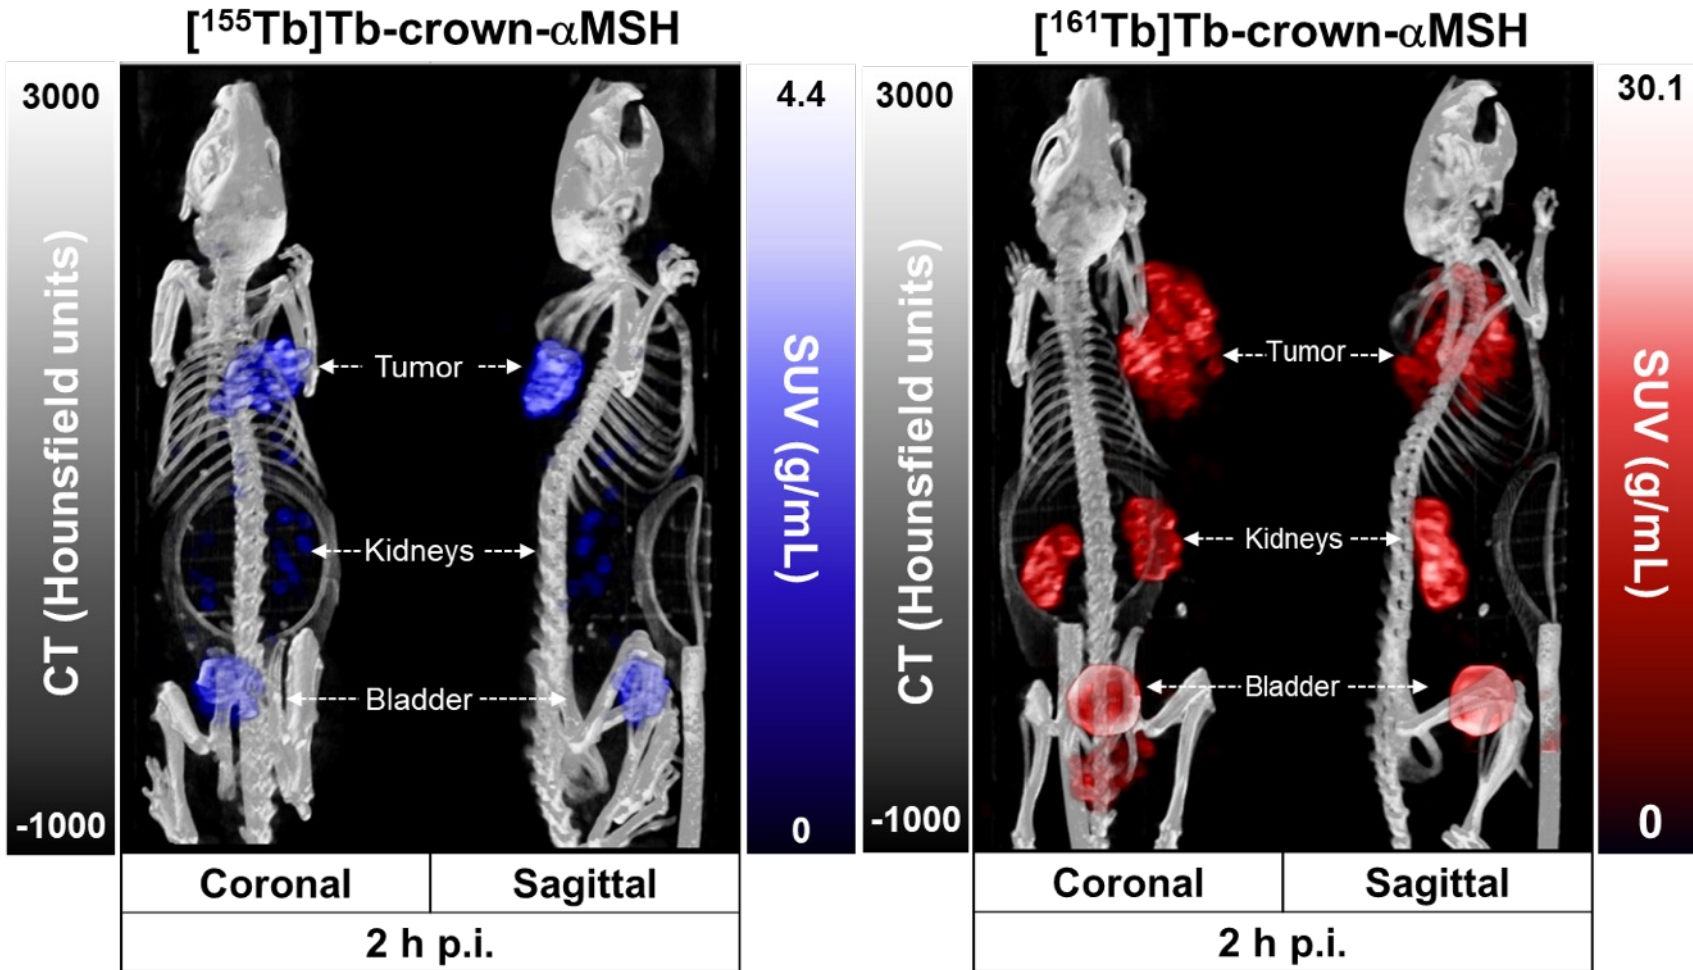 [¹⁵⁵Tb]Tb-crown-αMSH
3000
CT (Hounsfield units)
-1000
Tumor
Kidneys
Bladder
4.4
SUV (g/mL)
0
Coronal
Sagittal
2 h p.i.
[¹⁶¹Tb]Tb-crown-αMSH
3000
CT (Hounsfield units)
-1000
Tumor
Kidneys
Bladder
30.1
SUV (g/mL)
0
Coronal
Sagittal
2 h p.i.